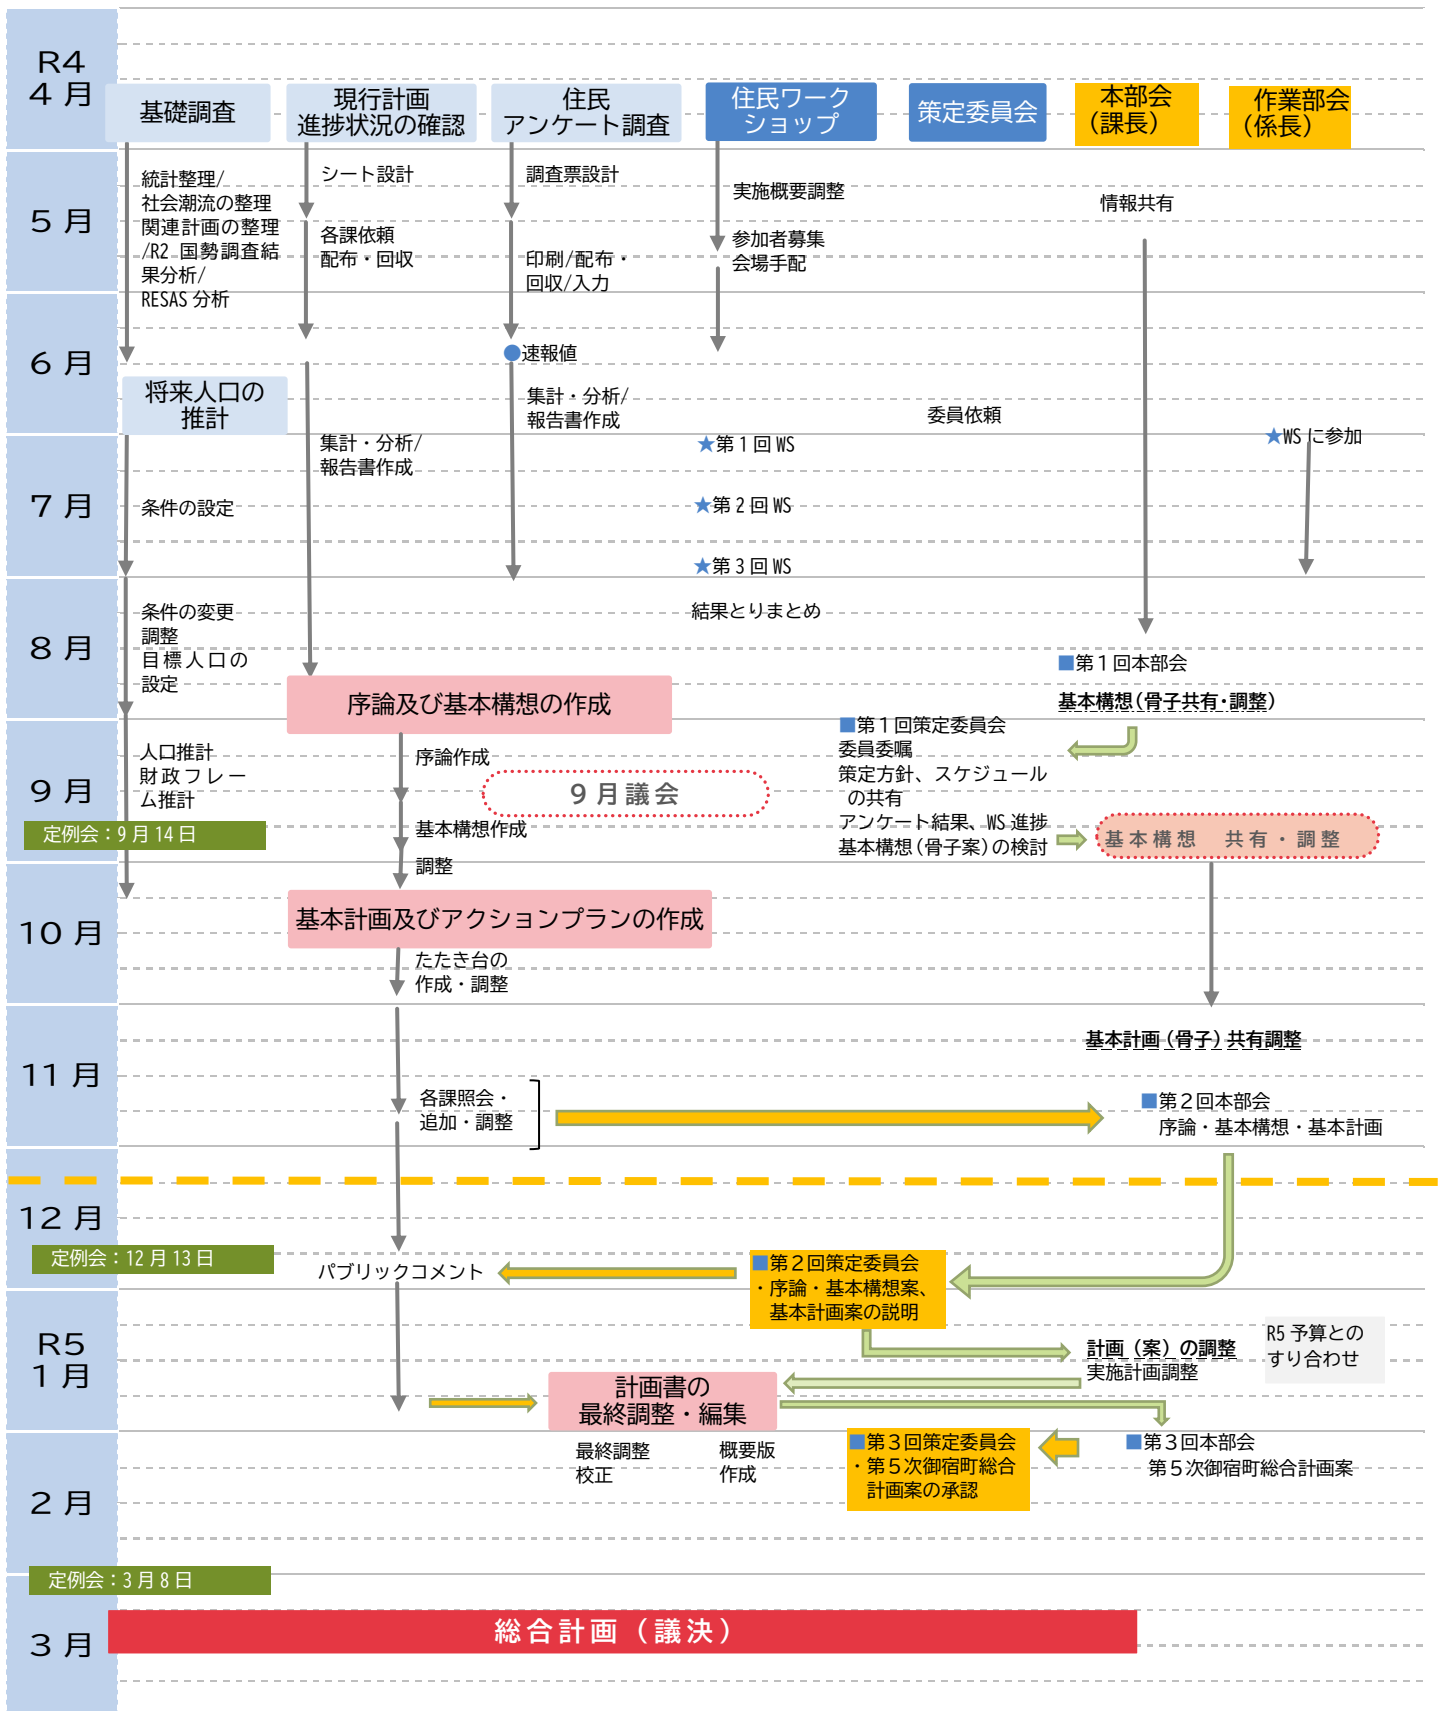 R4
4 月
基礎調査
現行計画
進捗状況の確認
住民
アンケート調査
住民ワーク
ショップ
策定委員会
本部会
（課長）
作業部会
（係長）
5 月
統計整理/
社会潮流の整理
関連計画の整理
/R2 国勢調査結
果分析/
RESAS 分析
シート設計
各課依頼
配布・回収
調査票設計
印刷/配布・
回収/入力
実施概要調整
参加者募集
会場手配
情報共有
6 月
●速報値
将来人口の
推計
集計・分析/
報告書作成
委員依頼
集計・分析/
報告書作成
★第１回 WS
★WS に参加
7 月
条件の設定
★第２回 WS
★第３回 WS
8 月
条件の変更
調整
目標人口の
設定
結果とりまとめ
■第１回本部会
基本構想（骨子共有・調整）
序論及び基本構想の作成
9 月
人口推計
財政フレー
ム推計
序論作成
９月議会
■第１回策定委員会
委員委嘱
策定方針、スケジュール
の共有
アンケート結果、WS 進捗
基本構想（骨子案）の検討
定例会：9 月 14 日
基本構想作成
調整
基本構想　共有・調整
10 月
基本計画及びアクションプランの作成
たたき台の
作成・調整
11 月
基本計画（骨子）共有調整
各課照会・
追加・調整
■第２回本部会
序論・基本構想・基本計画
12 月
定例会：12 月 13 日
パブリックコメント
■第２回策定委員会
・序論・基本構想案、
基本計画案の説明
R5
1 月
計画（案）の調整
実施計画調整
R5 予算との
すり合わせ
計画書の
最終調整・編集
2 月
最終調整
校正
概要版
作成
■第３回策定委員会
・第５次御宿町総合
計画案の承認
■第３回本部会
第５次御宿町総合計画案
定例会：3 月 8 日
3 月
総合計画（議決）